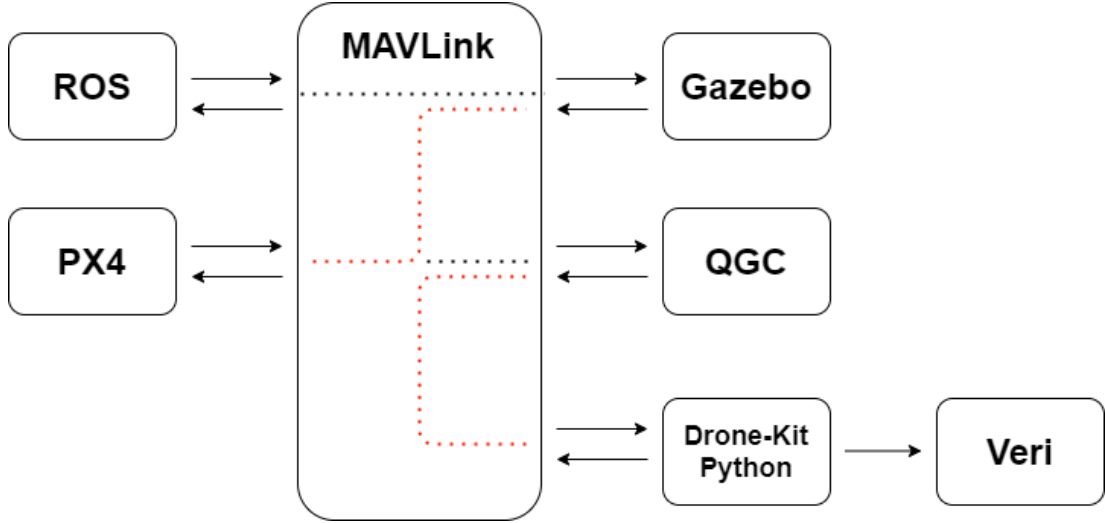 MAVLink
ROS
Gazebo
PX4
QGC
Drone-Kit
Python
Veri